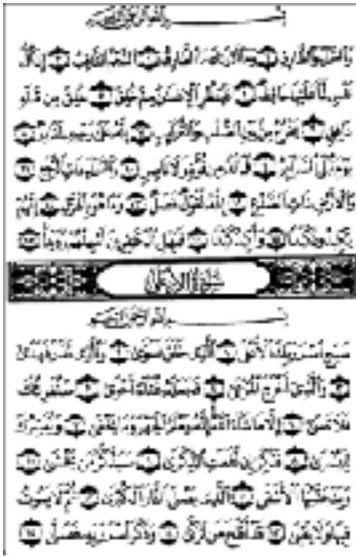 بسم الله الرحمن الرحيم
والسماء والطارق وما أدراك ما الطارق النجم الثاقب إن كل
نفس لما عليها حافظ فلينظر الإنسان مم خلق خلق من ماء
دافق يخرج من بين الصلب والترائب إنه على رجعه لقادر
يوم تبلى السرائر فما له من قوة ولا ناصر والسماء ذات الرجع
والأرض ذات الصدع إنه لقول فصل وما هو بالهزل إنهم
يكيدون كيدا وأكيد كيدا فمهل الكافرين أمهلهم رويدا
سورة الأعلى
بسم الله الرحمن الرحيم
سبح اسم ربك الأعلى الذي خلق فسوى والذي قدر فهدى
والذي أخرج المرعى فجعله غثاء أحوى سنقرئك
فلا تنسى إلا ما شاء الله إنه يعلم الجهر وما يخفى ونيسرك
لليسرى فذكر إن نفعت الذكرى سيذكر من يخشى
ويتجنبها الأشقى الذي يصلى النار الكبرى ثم لا يموت
فيها ولا يحيى قد أفلح من تزكى وذكر اسم ربه فصلى